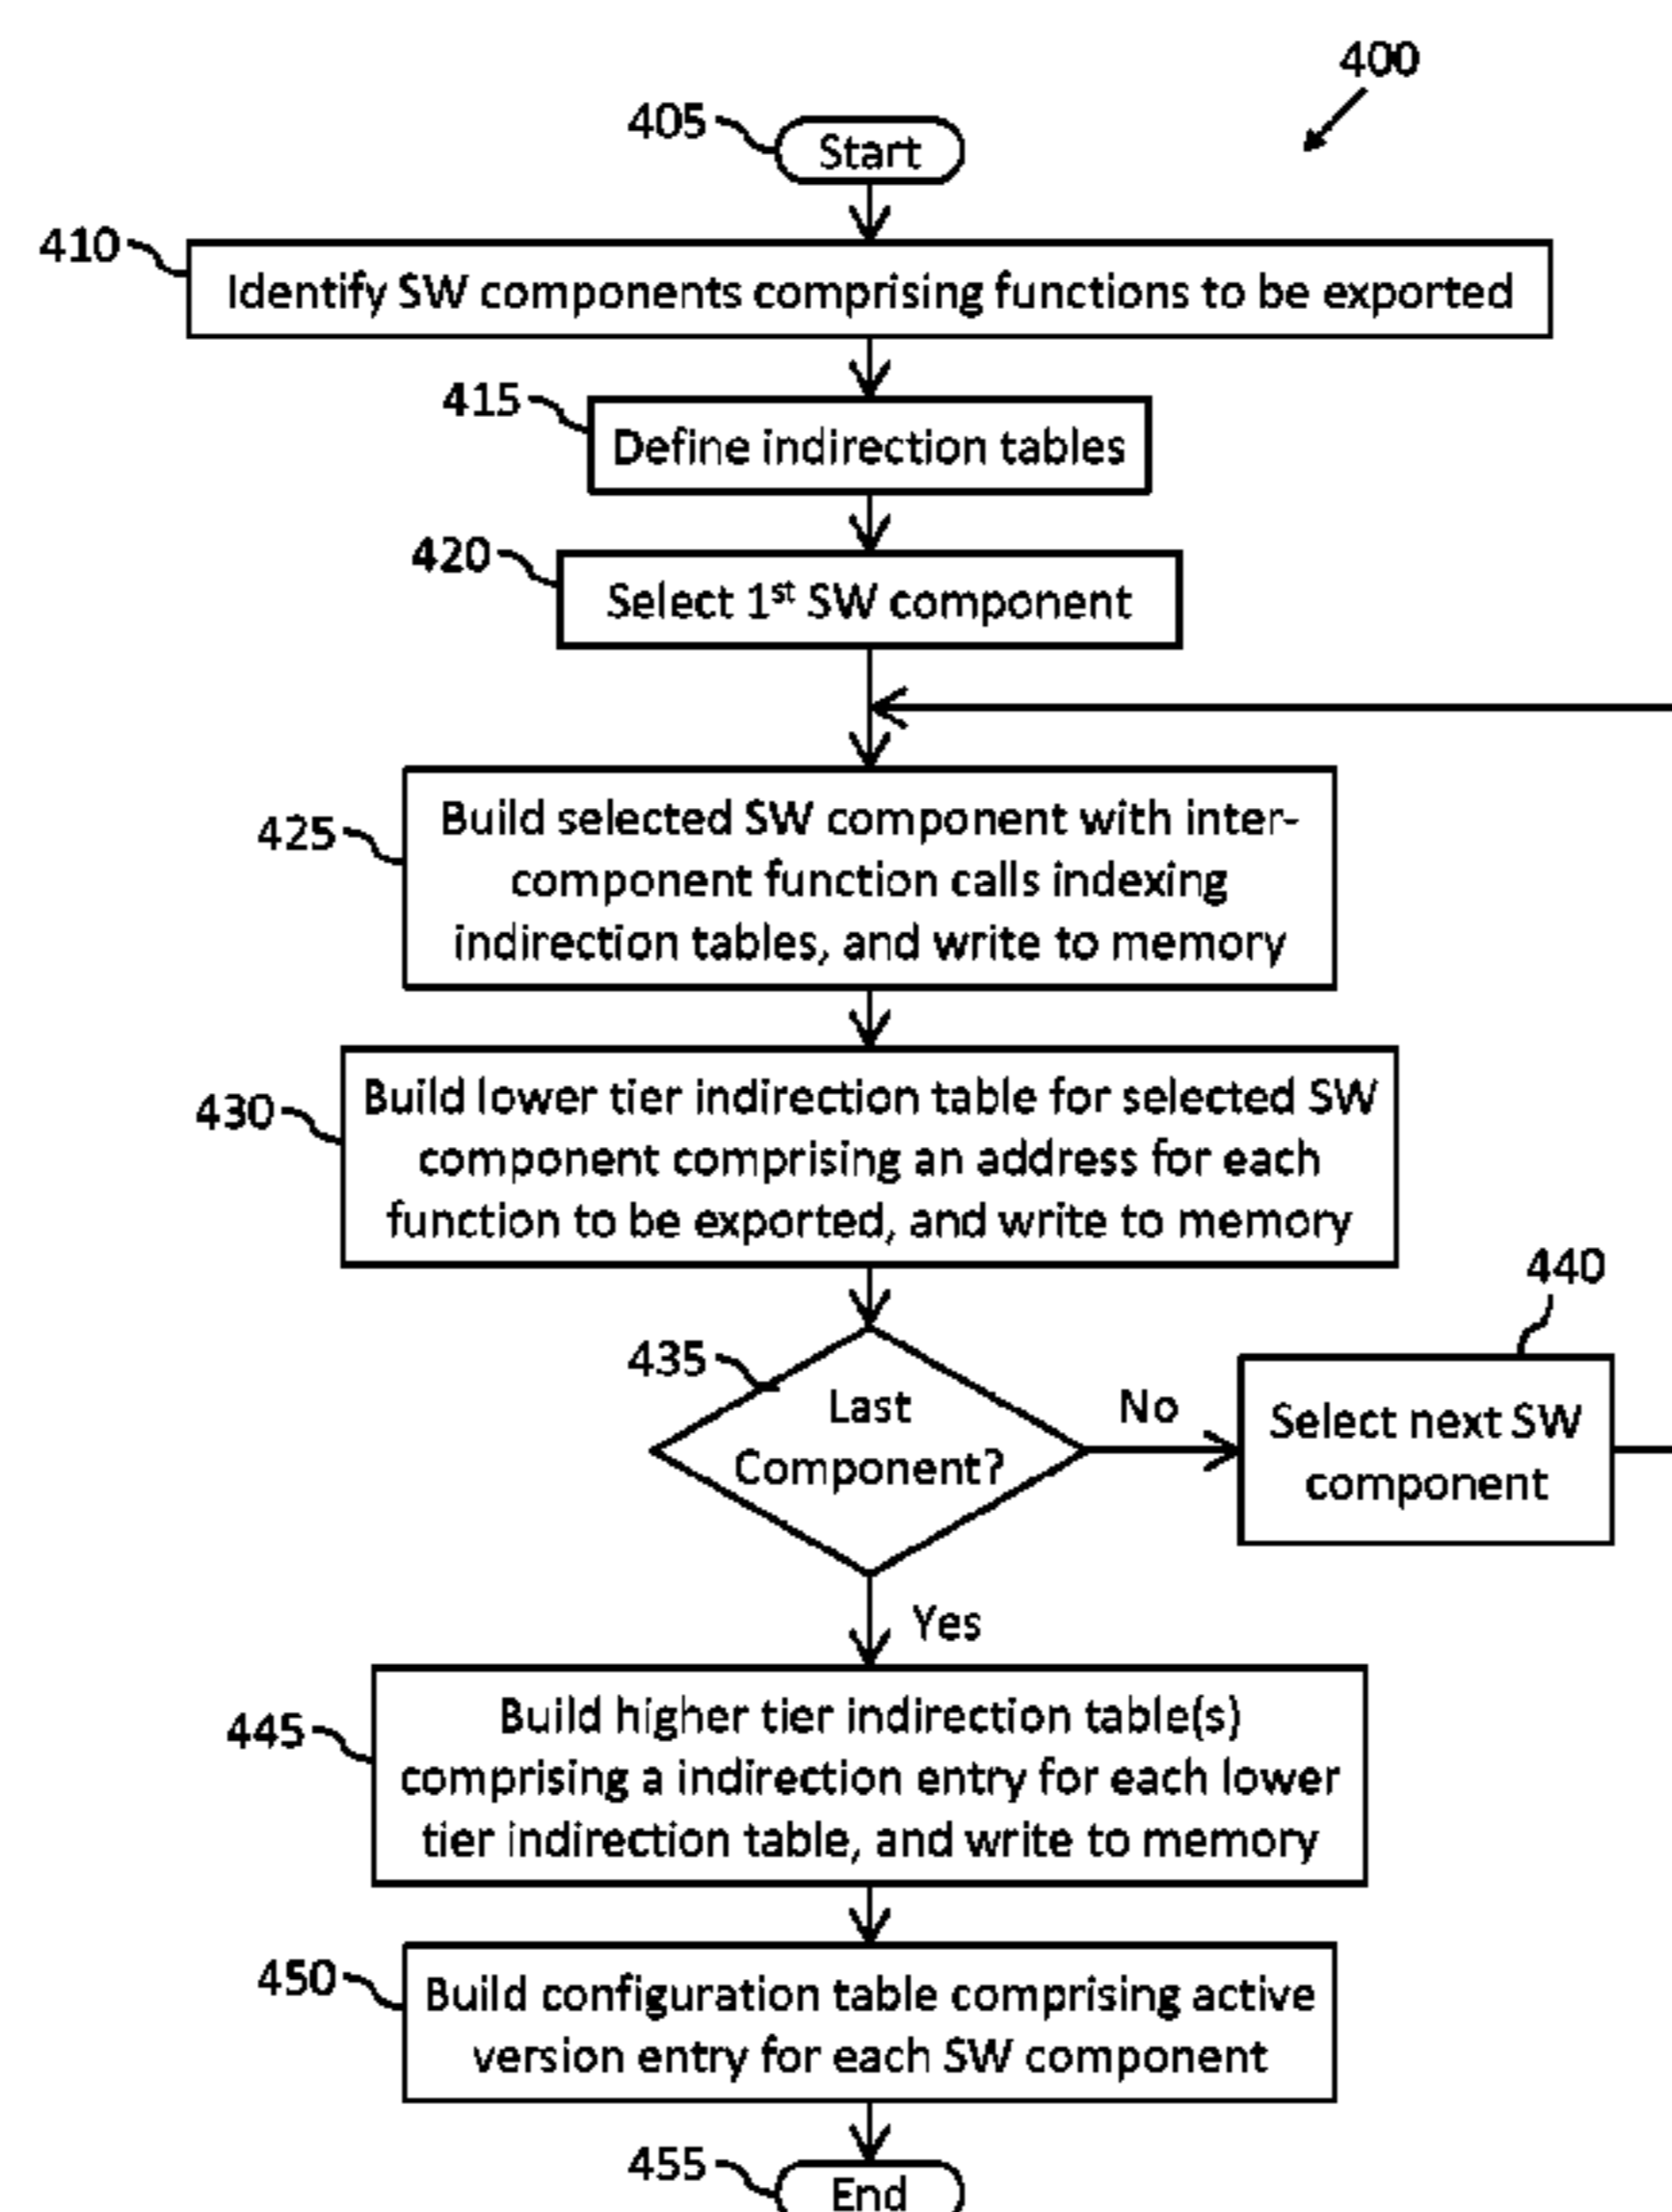 400
405
Start
410
Identify SW components comprising functions to be exported
415
Define indirection tables
420
Select 1st SW component
425
Build selected SW component with inter-
component function calls indexing
indirection tables, and write to memory
430
Build lower tier indirection table for selected SW
component comprising an address for each
function to be exported, and write to memory
435
Last
Component?
No
440
Select next SW
component
Yes
445
Build higher tier indirection table(s)
comprising a indirection entry for each lower
tier indirection table, and write to memory
450
Build configuration table comprising active
version entry for each SW component
455
End